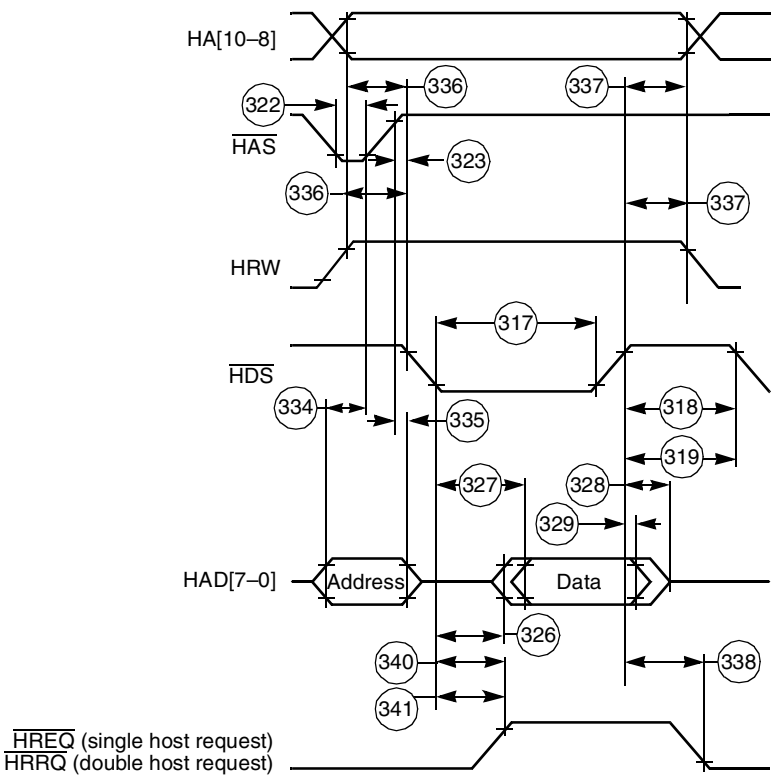 HA[10–8]
336
337
322
HAS
323
336
337
HRW
317
HDS
334
335
318
319
327
328
329
HAD[7–0]
Address
Data
326
340
338
341
HREQ (single host request)
HRRQ (double host request)